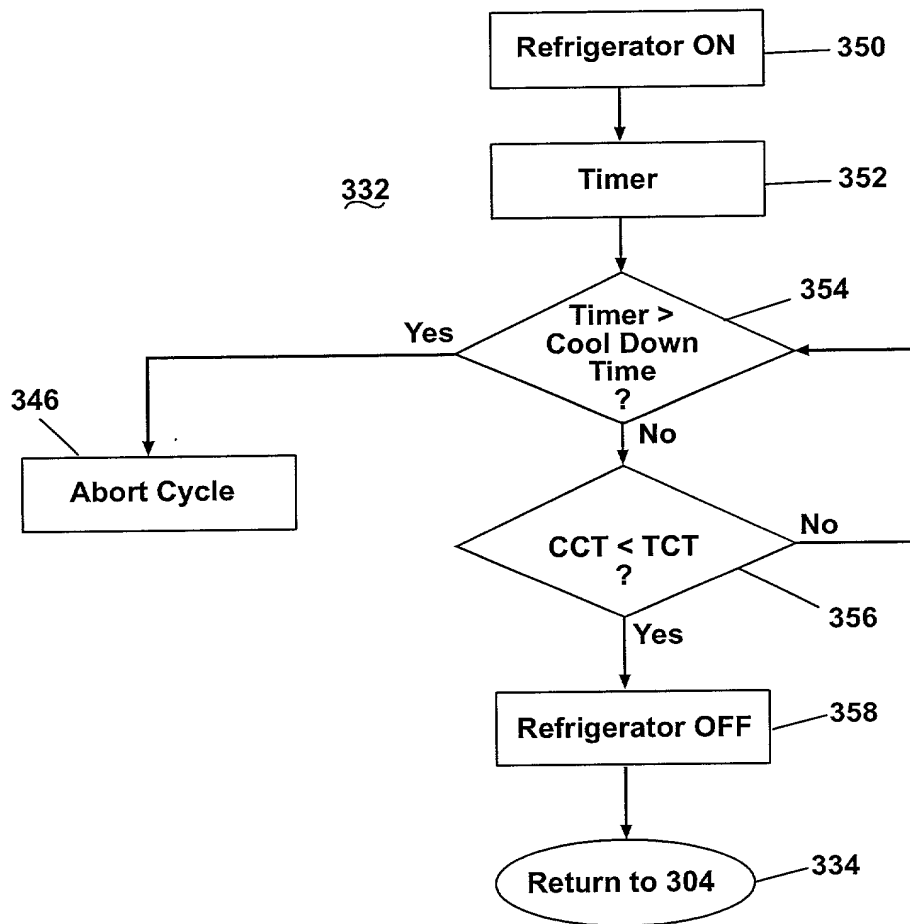 Refrigerator ON
350
Timer
352
332
354
Timer >
Cool Down
Time
?
Yes
346
No
Abort Cycle
CCT < TCT
?
No
356
Yes
Refrigerator OFF
358
Return to 304
334